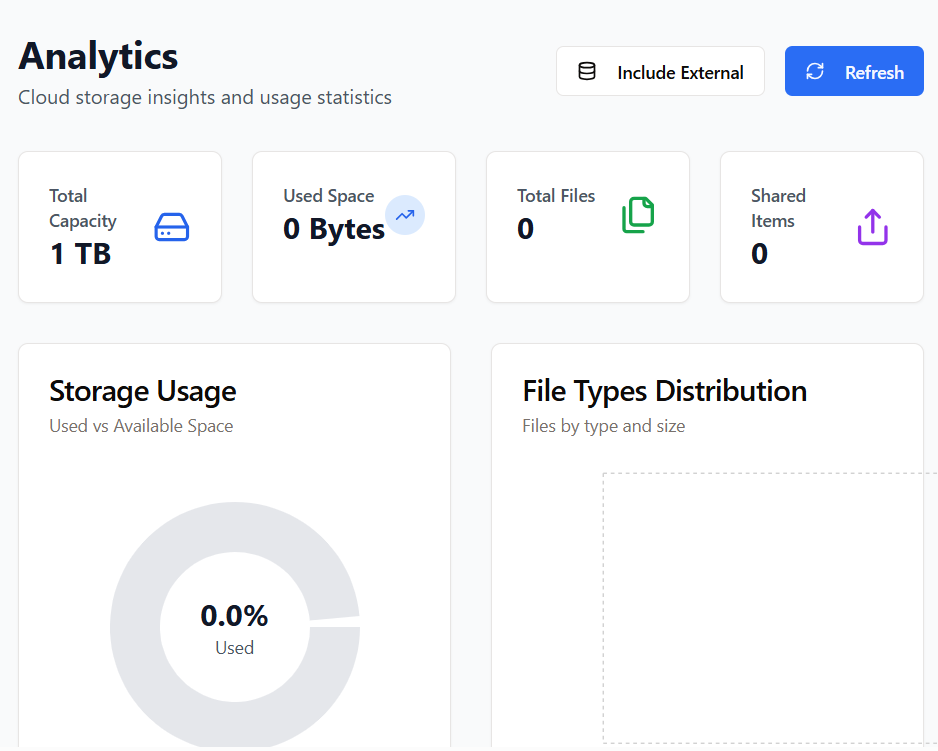 Analytics
Cloud storage insights and usage statistics
Include External
Refresh
Total
Capacity
1 TB
Used Space
0 Bytes
Total Files
0
Shared
Items
0
Storage Usage
Used vs Available Space
0.0%
Used
File Types Distribution
Files by type and size